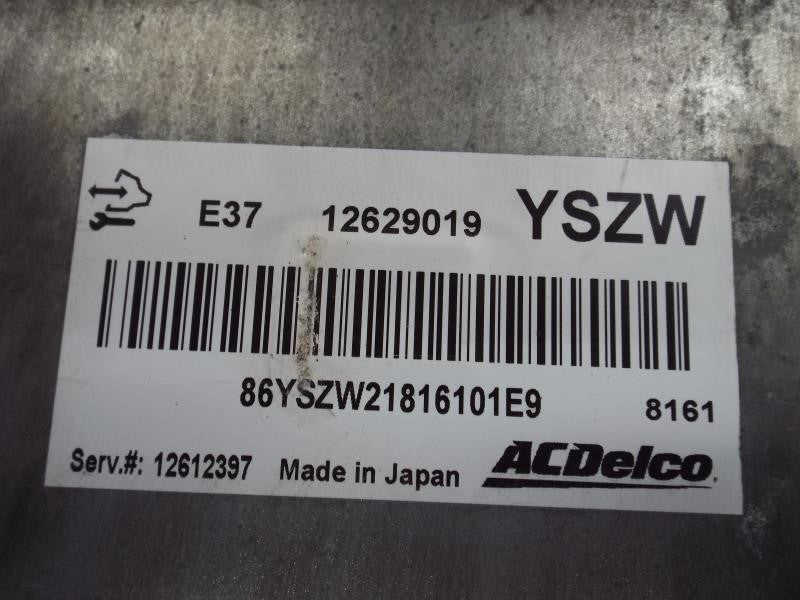 E37 12629019 YSZW
86YSZW21816101E9 8161
Serv.#: 12612397 Made in Japan ACDelco